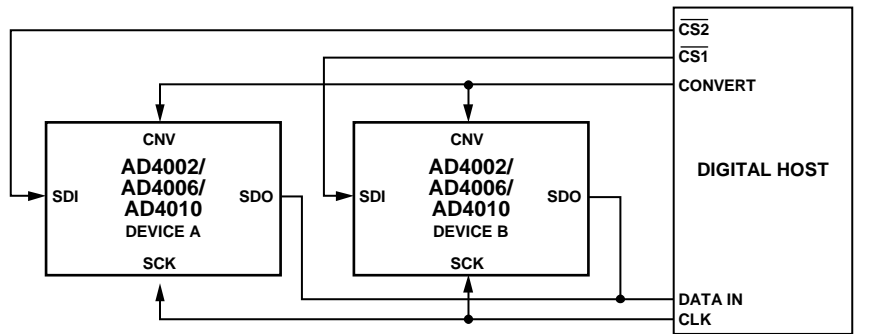 CS2
CS1
CONVERT
DIGITAL HOST
DATA IN
CLK
CNV
AD4002/
AD4006/
AD4010
DEVICE A
SDI
SDO
SCK
CNV
AD4002/
AD4006/
AD4010
DEVICE B
SDI
SDO
SCK